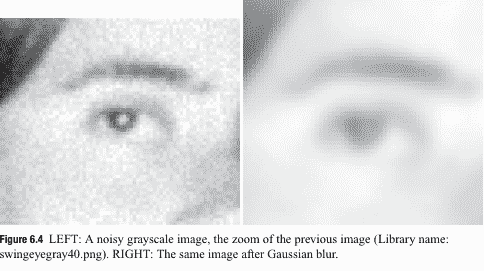 Figure 6.4 LEFT: A noisy grayscale image, the zoom of the previous image (Library name:
swingeyegray40.png). RIGHT: The same image after Gaussian blur.